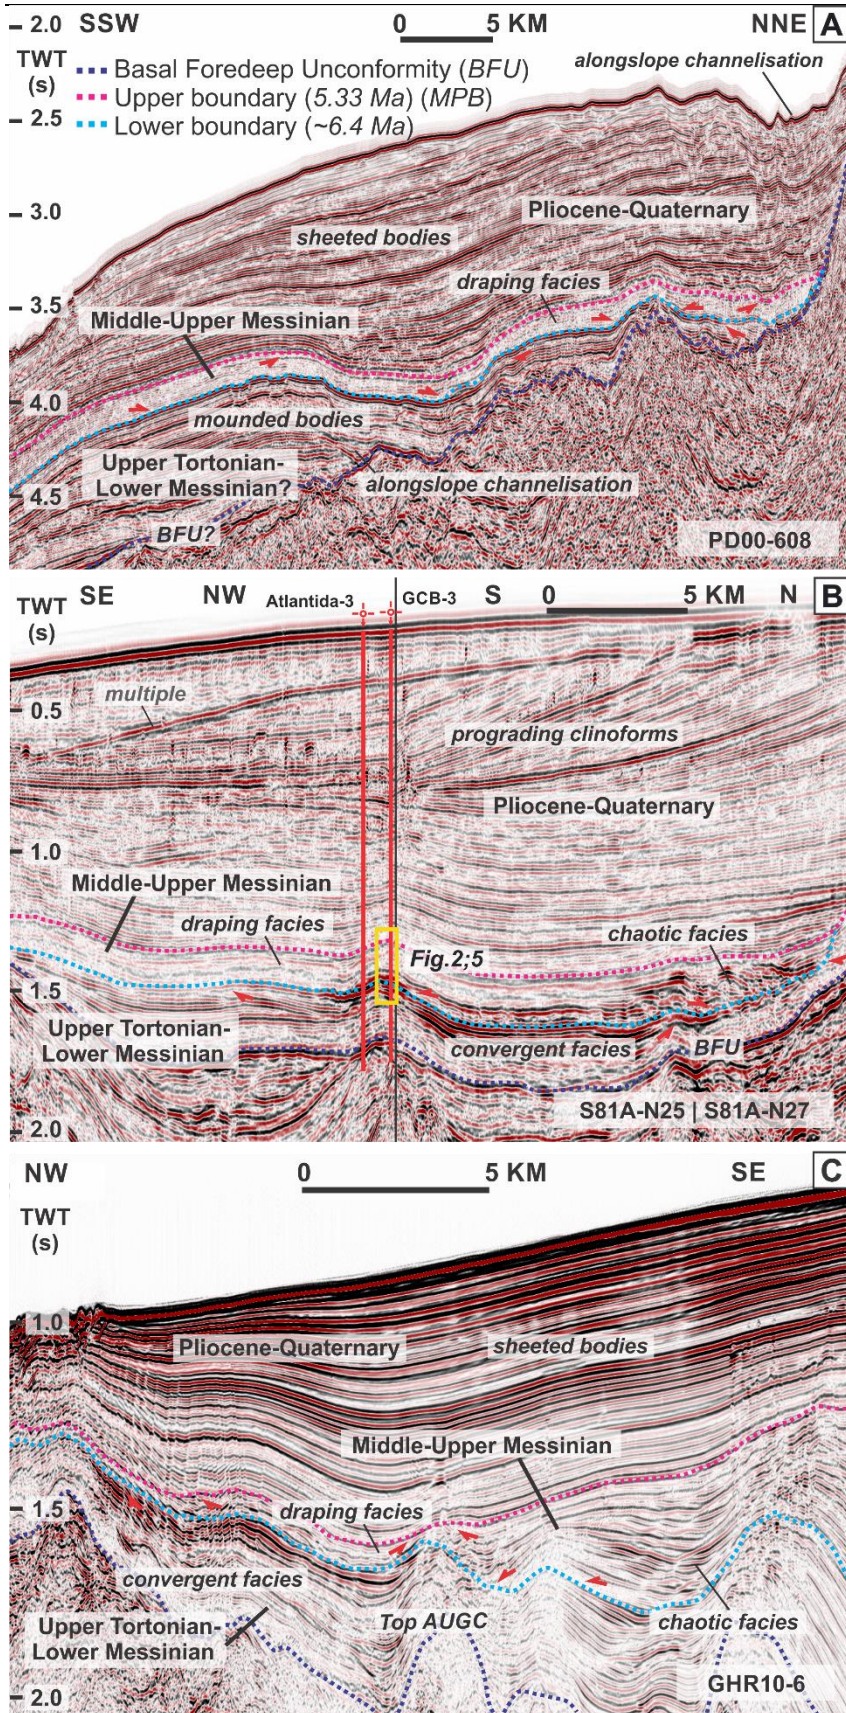 2.0 SSW 0 5 KM NNE A
TWT
(s)
Basal Foredeep Unconformity (BFU)
Upper boundary (5.33 Ma) (MPB)
Lower boundary (~6.4 Ma)
alongslope channelisation
2.5
3.0
Pliocene-Quaternary
sheeted bodies
draping facies
3.5
Middle-Upper Messinian
4.0
mounded bodies
Upper Tortonian-
Lower Messinian?
alongslope channelisation
4.5
BFU?
PD00-608
TWT
(s)
SE NW Atlantida-3 GCB-3 S 0 5 KM N B
0.5
multiple
prograding clinoforms
Pliocene-Quaternary
1.0
Middle-Upper Messinian
draping facies
chaotic facies
Fig.2;5
1.5
Upper Tortonian-
Lower Messinian
convergent facies
BFU
S81A-N25 | S81A-N27
2.0
NW 0 5 KM SE C
TWT
(s)
1.0
Pliocene-Quaternary
sheeted bodies
Middle-Upper Messinian
1.5
draping facies
convergent facies
Upper Tortonian-
Lower Messinian
Top AUGC
chaotic facies
GHR10-6
2.0